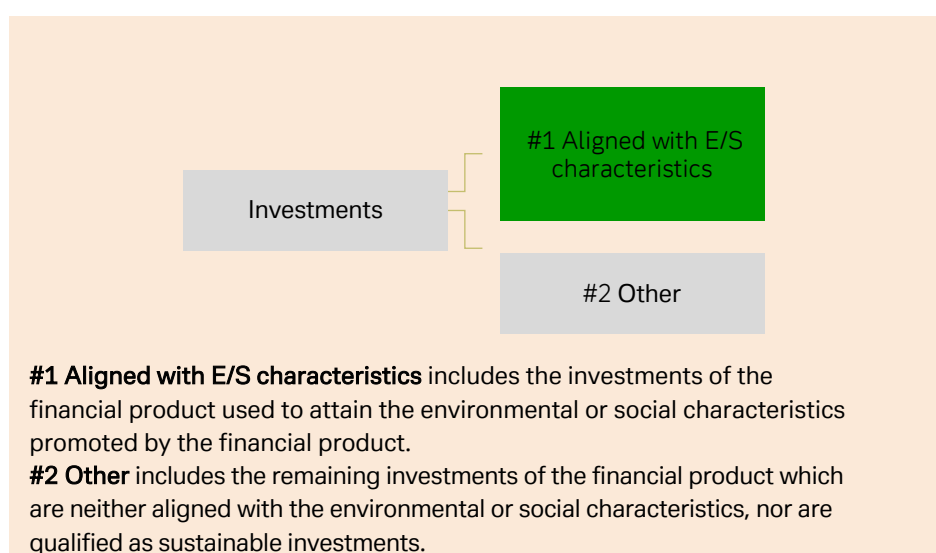 #1 Aligned with E/S
characteristics
Investments
#2 Other
#1 Aligned with E/S characteristics includes the investments of the
financial product used to attain the environmental or social characteristics
promoted by the financial product.
#2 Other includes the remaining investments of the financial product which
are neither aligned with the environmental or social characteristics, nor are
qualified as sustainable investments.